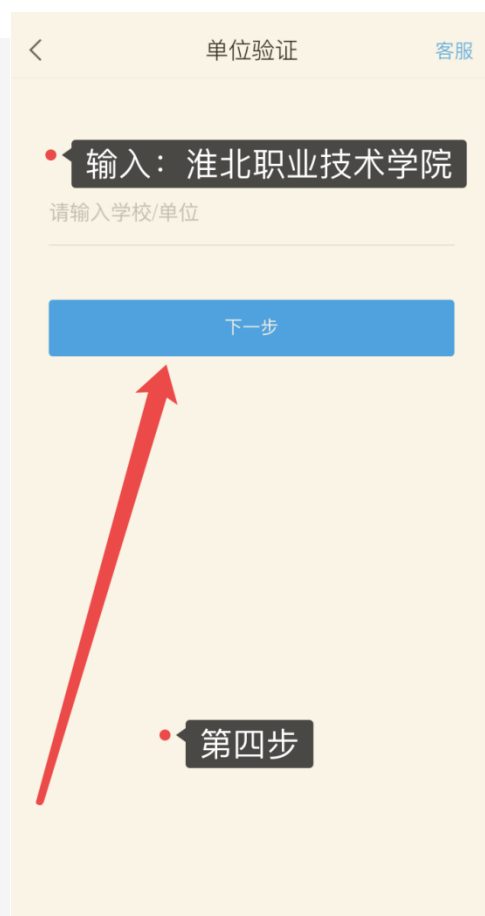 单位验证
客服
输入：淮北职业技术学院
请输入学校/单位
下一步
第四步